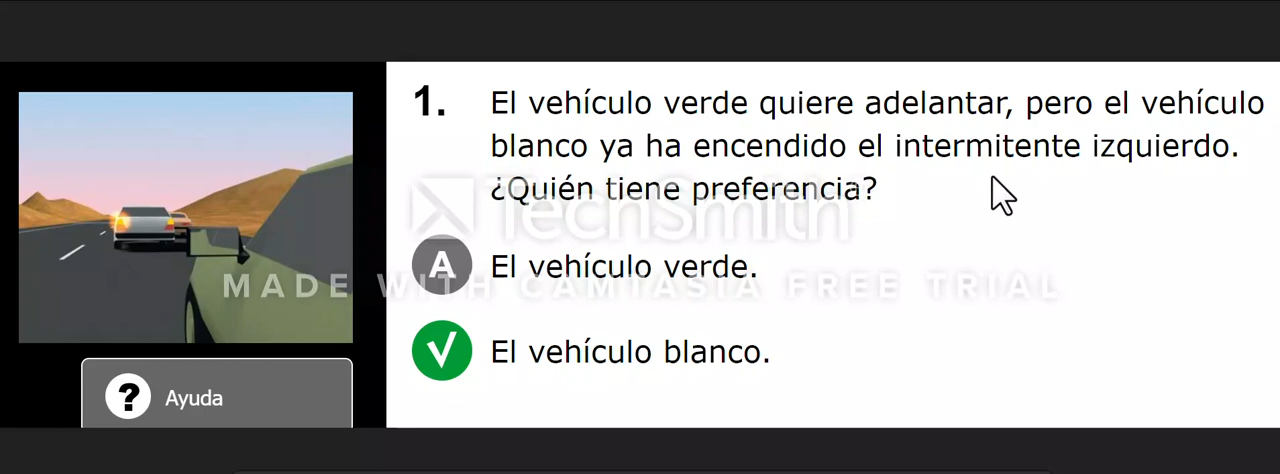 1. El vehículo verde quiere adelantar, pero el vehículo
blanco ya ha encendido el intermitente izquierdo.
¿Quién tiene preferencia?
TechSmith
A El vehículo verde.
MADE WITH CAMTASIA FREE TRIAL
√ El vehículo blanco.
? Ayuda